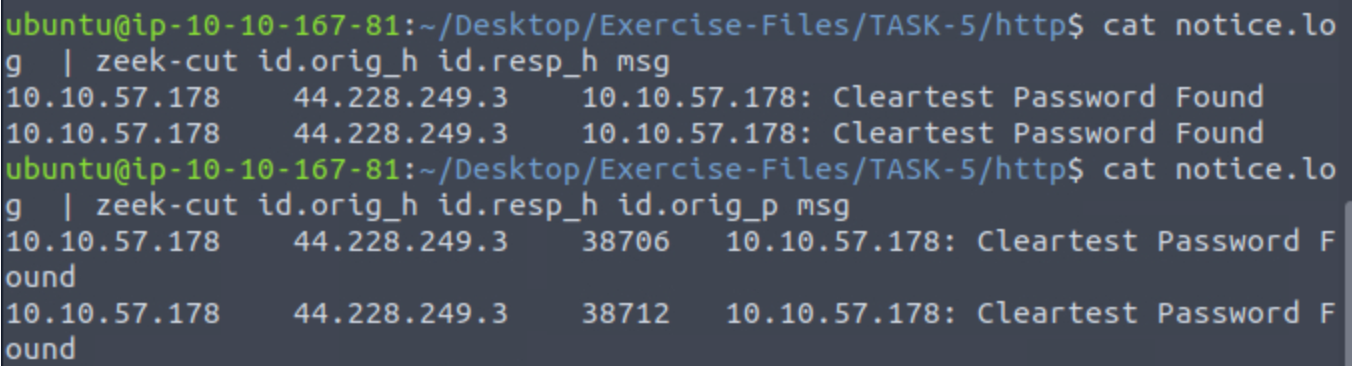 ubuntu@ip-10-10-167-81:~/Desktop/Exercise-Files/TASK-5/http$ cat notice.lo
g  | zeek-cut id.orig_h id.resp_h msg
10.10.57.178    44.228.249.3    10.10.57.178: Cleartest Password Found
10.10.57.178    44.228.249.3    10.10.57.178: Cleartest Password Found
ubuntu@ip-10-10-167-81:~/Desktop/Exercise-Files/TASK-5/http$ cat notice.lo
g  | zeek-cut id.orig_h id.resp_h id.orig_p msg
10.10.57.178    44.228.249.3    38706   10.10.57.178: Cleartest Password F
ound
10.10.57.178    44.228.249.3    38712   10.10.57.178: Cleartest Password F
ound